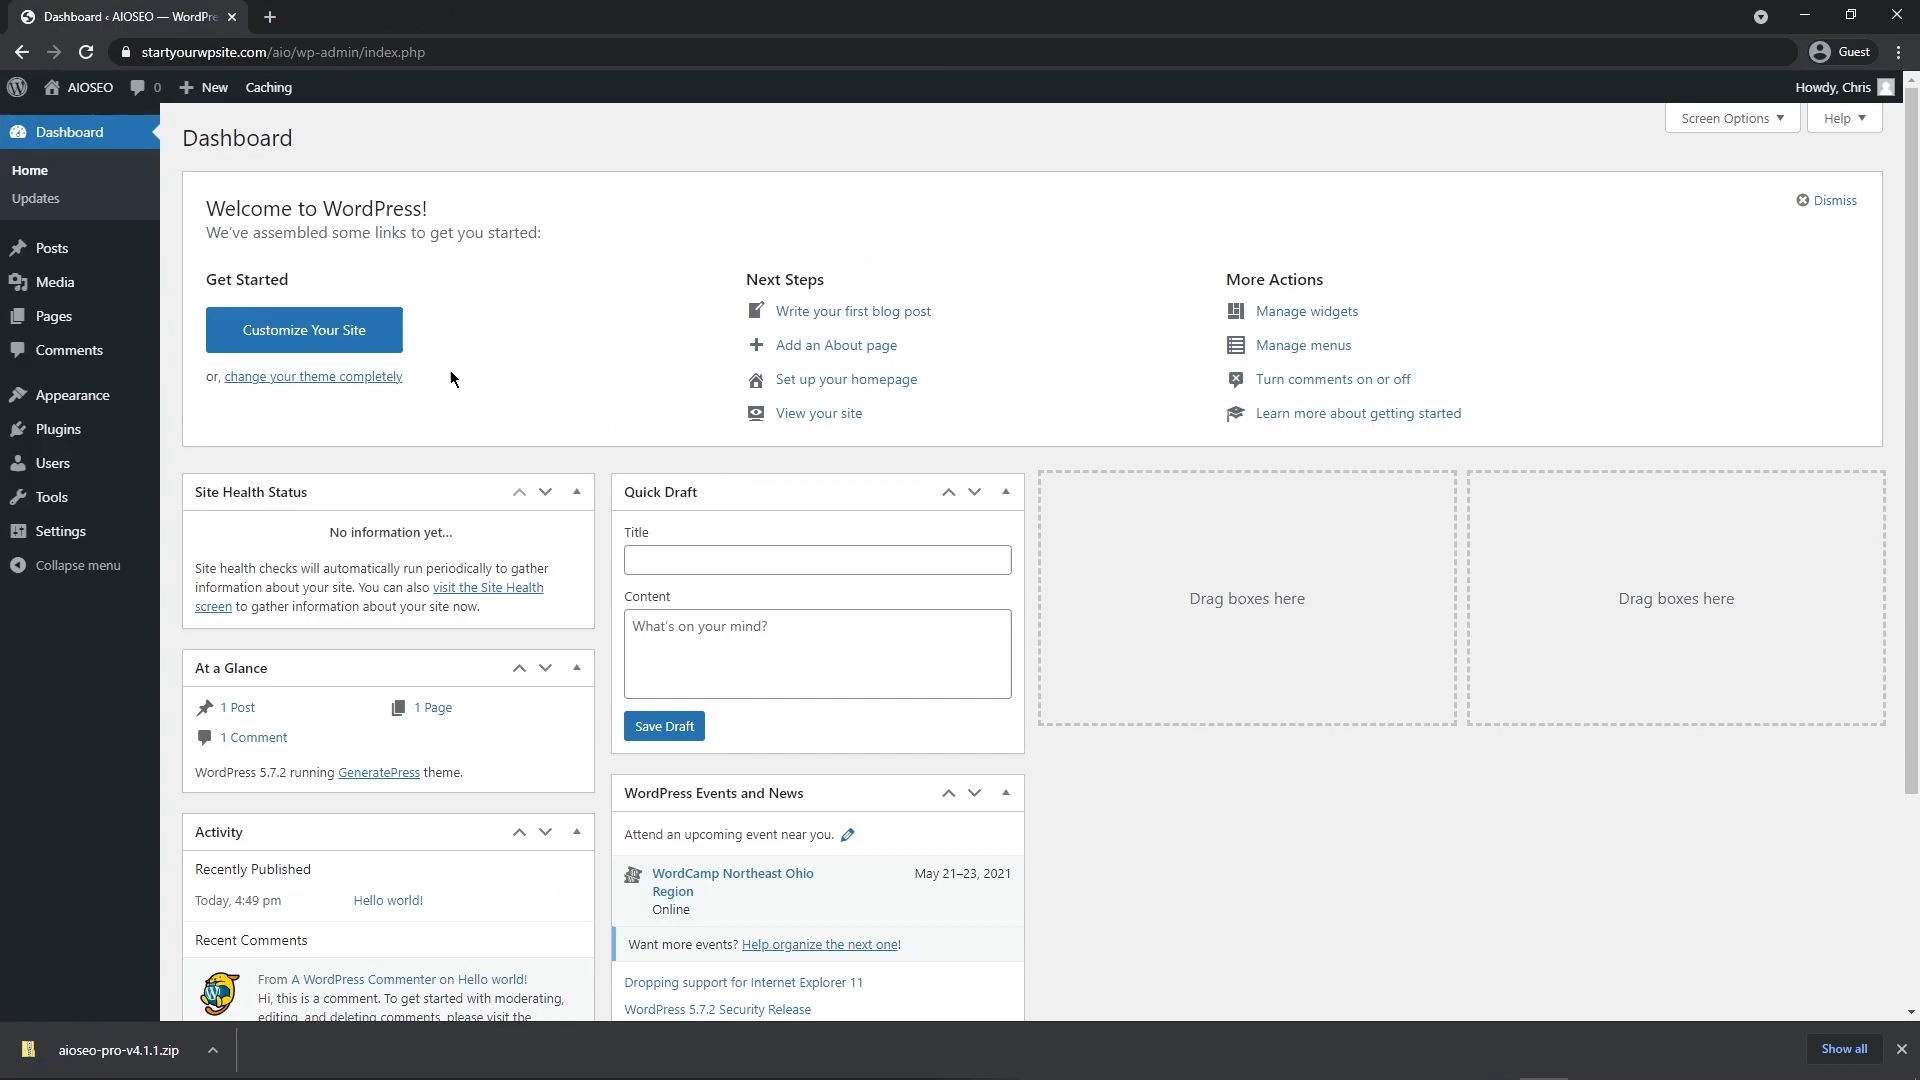 Dashboard ‹ AIOSEO — WordPre
startyourwpsite.com/aio/wp-admin/index.php
Guest
AIOSEO
0
New
Caching
Howdy, Chris
Dashboard
Home
Updates
Posts
Media
Pages
Comments
Appearance
Plugins
Users
Tools
Settings
Collapse menu
Dashboard
Screen Options
Help
Welcome to WordPress!
We've assembled some links to get you started:
Dismiss
Get Started
Customize Your Site
or, change your theme completely
Next Steps
Write your first blog post
Add an About page
Set up your homepage
View your site
More Actions
Manage widgets
Manage menus
Turn comments on or off
Learn more about getting started
Site Health Status
No information yet...
Site health checks will automatically run periodically to gather
information about your site. You can also visit the Site Health
screen to gather information about your site now.
At a Glance
1 Post
1 Page
1 Comment
WordPress 5.7.2 running GeneratePress theme.
Activity
Recently Published
Today, 4:49 pm
Hello world!
Recent Comments
From A WordPress Commenter on Hello world!
Hi, this is a comment. To get started with moderating,
editing, and deleting comments, please visit the
Quick Draft
Title
Content
What's on your mind?
Save Draft
WordPress Events and News
Attend an upcoming event near you.
WordCamp Northeast Ohio
Region
Online
May 21–23, 2021
Want more events? Help organize the next one!
Dropping support for Internet Explorer 11
WordPress 5.7.2 Security Release
Drag boxes here
Drag boxes here
aioseo-pro-v4.1.1.zip
Show all